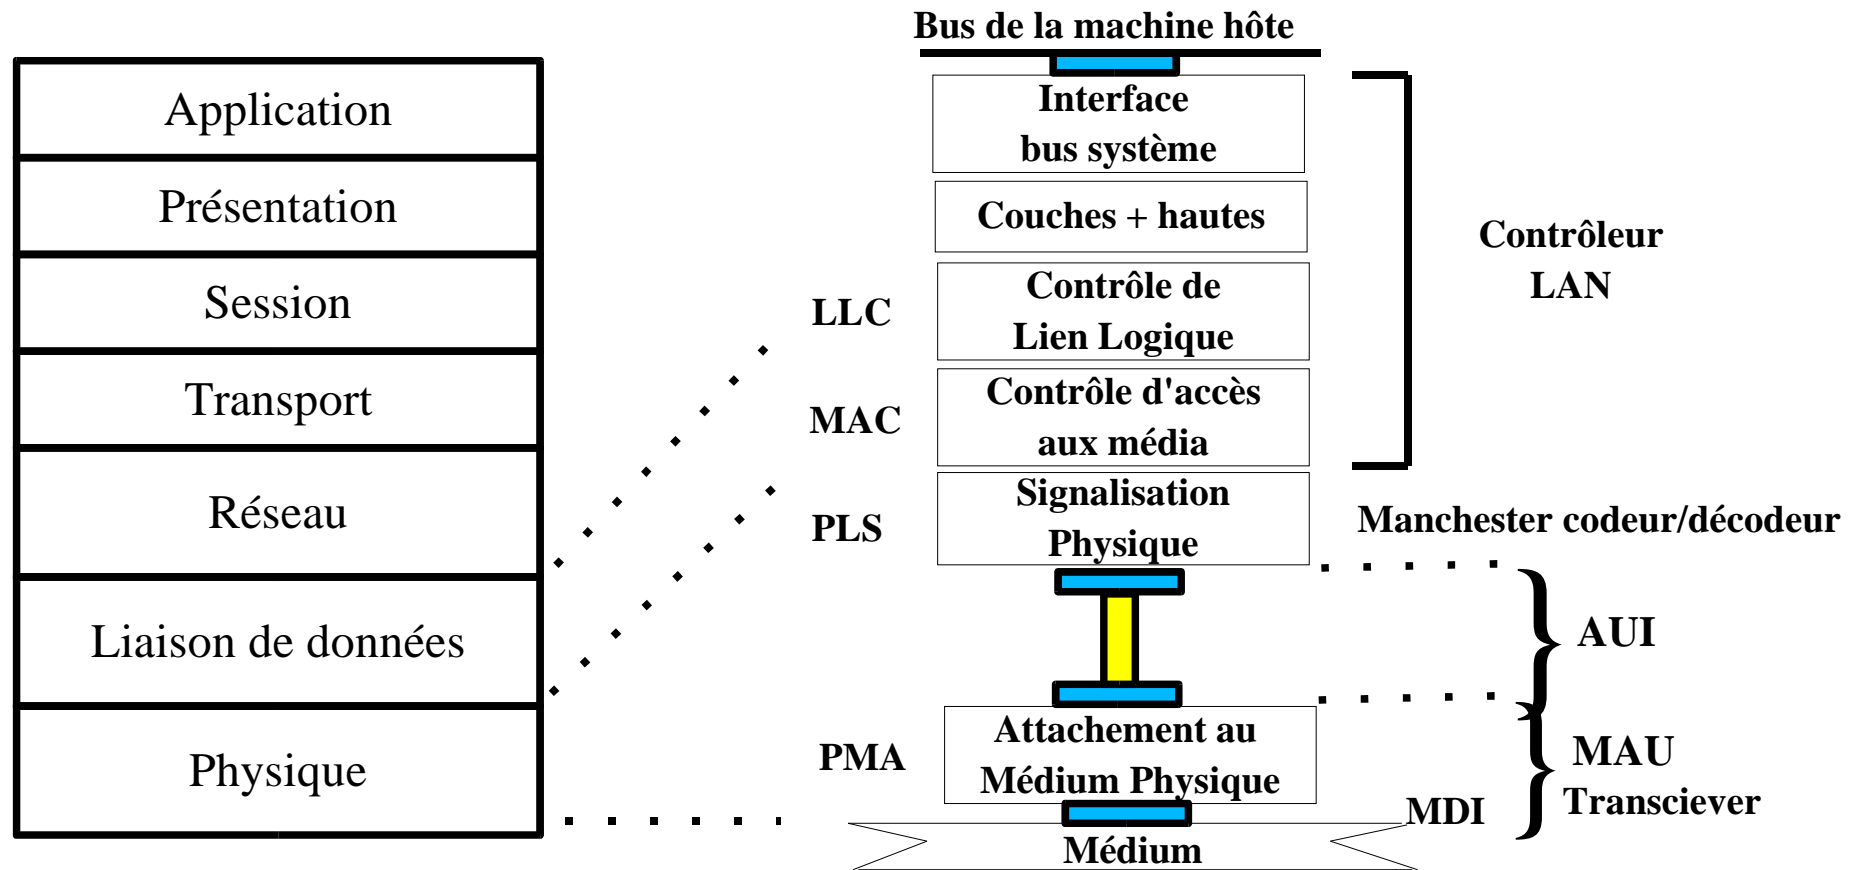 Bus de la machine hôte
Application
Présentation
Session
Transport
Réseau
Liaison de données
Physique
LLC
MAC
PLS
PMA
Interface
bus système
Couches + hautes
Contrôle de
Lien Logique
Contrôle d'accès
aux média
Signalisation
Physique
Attachement au
Médium Physique
Médium
Contrôleur
LAN
Manchester codeur/décodeur
AUI
MAU
Transciever
MDI